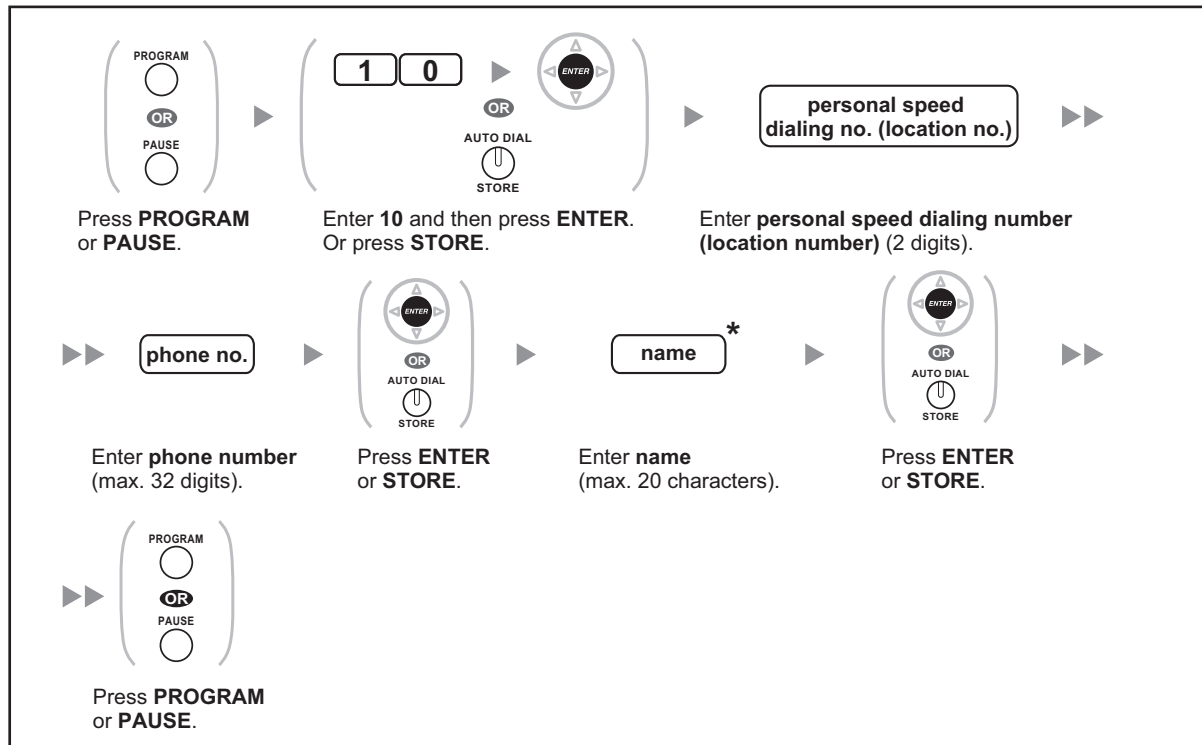 PROGRAM
OR
PAUSE
Press PROGRAM
or PAUSE.
1 0
ENTER
OR
AUTO DIAL
STORE
Enter 10 and then press ENTER.
Or press STORE.
personal speed
dialing no. (location no.)
Enter personal speed dialing number
(location number) (2 digits).
phone no.
Enter phone number
(max. 32 digits).
ENTER
OR
AUTO DIAL
STORE
Press ENTER
or STORE.
name *
Enter name
(max. 20 characters).
ENTER
OR
AUTO DIAL
STORE
Press ENTER
or STORE.
PROGRAM
OR
PAUSE
Press PROGRAM
or PAUSE.